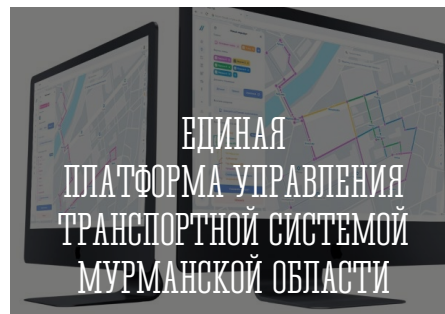 ЕДИНАЯ
ПЛАТФОРМА УПРАВЛЕНИЯ
ТРАНСПОРТНОЙ СИСТЕМОЙ
МУРМАНСКОЙ ОБЛАСТИ